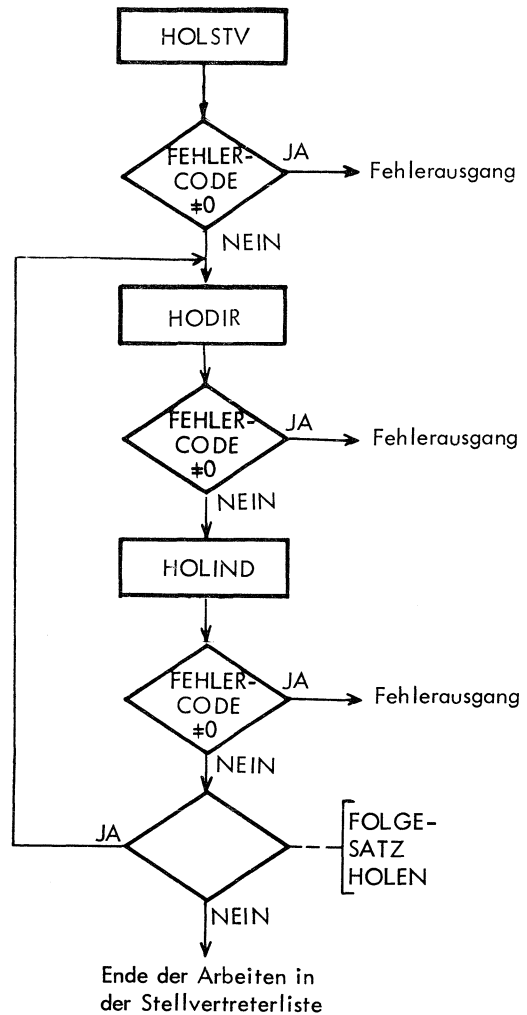 HOLSTV
FEHLER-
CODE
≠0
JA
Fehlerausgang
NEIN
HODIR
FEHLER-
CODE
≠0
JA
Fehlerausgang
NEIN
HOLIND
FEHLER-
CODE
≠0
JA
Fehlerausgang
NEIN
JA
FOLGE-
SATZ
HOLEN
NEIN
Ende der Arbeiten in
der Stellvertreterliste